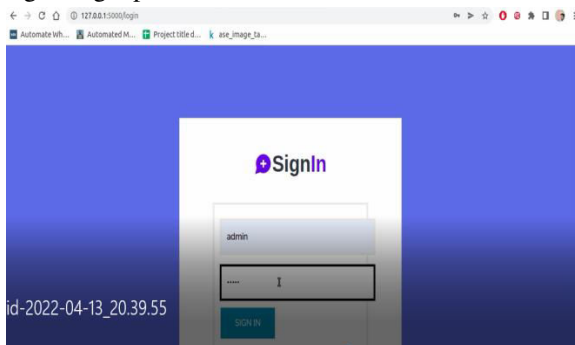 127.0.0.1:5000/login
Automate Wh... Automated M... Project title d... ase_image_ta...
SignIn
admin
.....
SIGN IN
id-2022-04-13_20.39.55